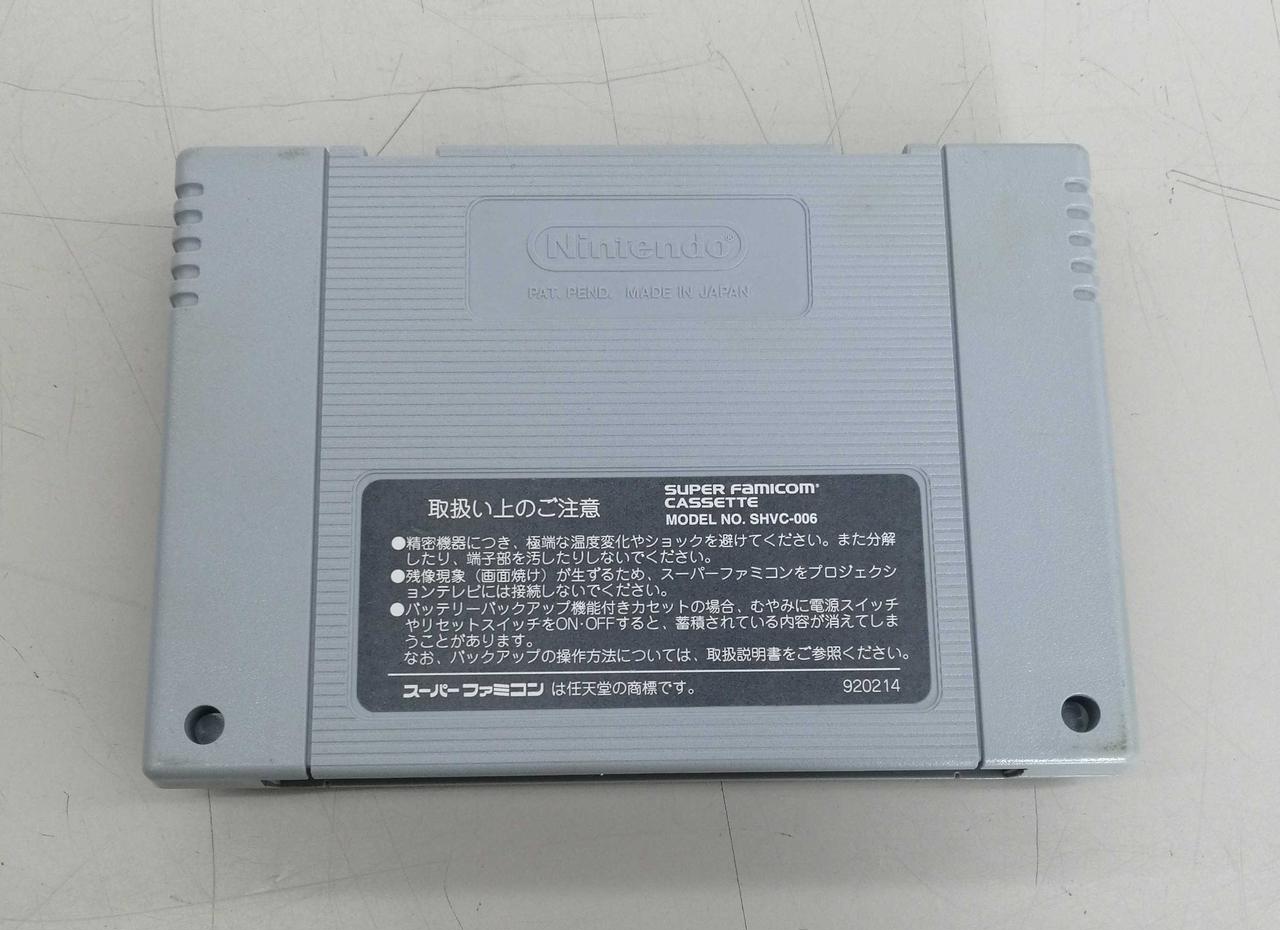 Nintendo®
PAT. PEND. MADE IN JAPAN
取扱い上のご注意
SUPER FAMICOM®
CASSETTE
MODEL NO. SHVC-006
●精密機器につき、極端な温度変化やショックを避けてください。また分解
したり、端子部を汚したりしないでください。
●残像現象（画面焼け）が生ずるため、スーパーファミコンをプロジェクシ
ョンテレビには接続しないでください。
●バッテリーバックアップ機能付きカセットの場合、むやみに電源スイッチ
やリセットスイッチをON・OFFすると、蓄積されている内容が消えてしま
うことがあります。
なお、バックアップの操作方法については、取扱説明書をご参照ください。
スーパーファミコン は任天堂の商標です。 920214